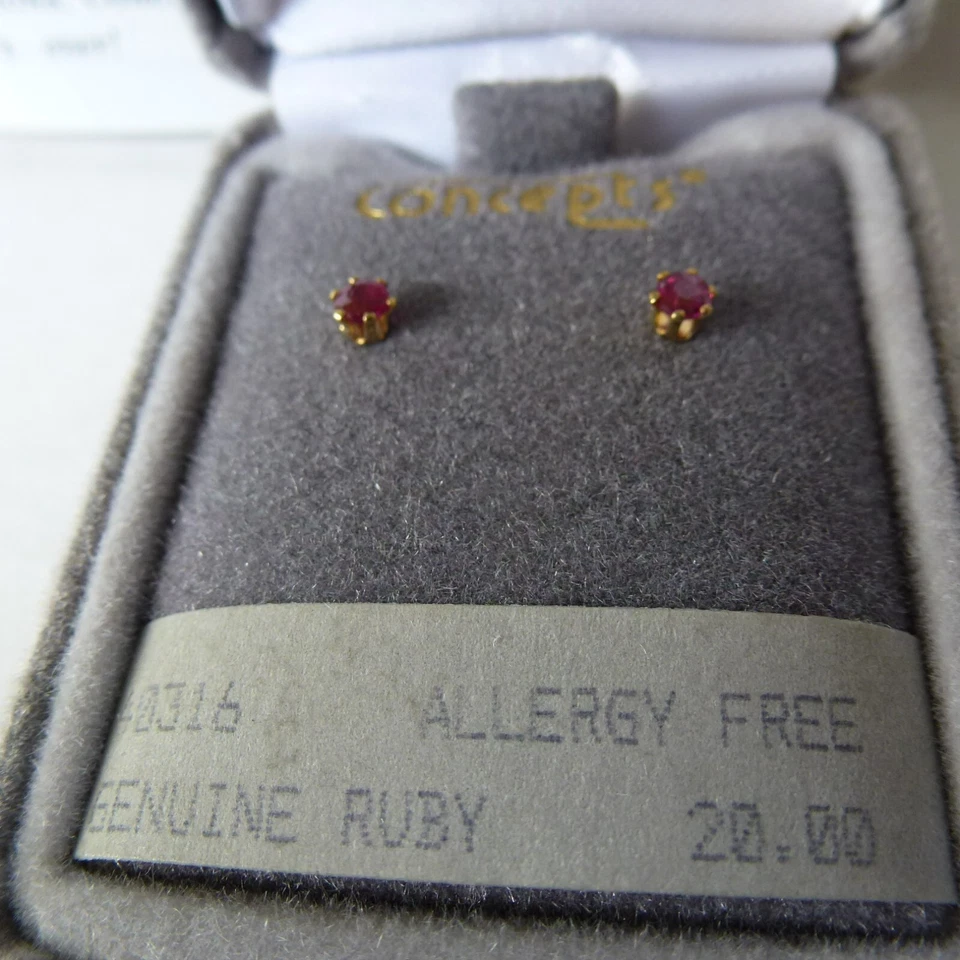 concepts
40316 ALLERGY FREE
GENUINE RUBY 20.00